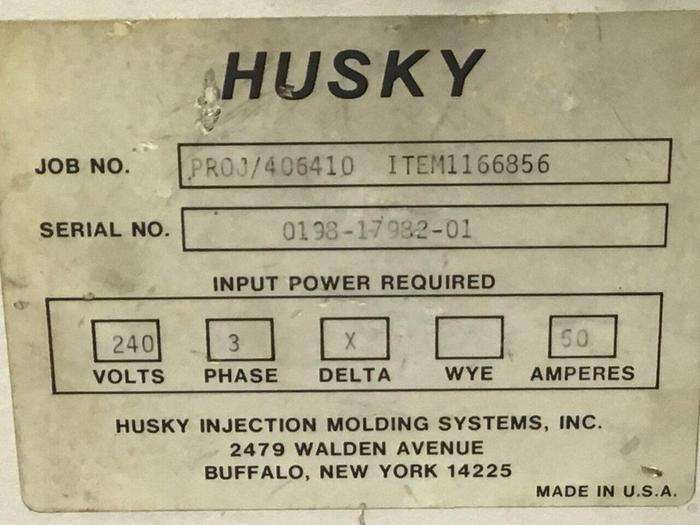 HUSKY
JOB NO. PROJ/406410 ITEM1166856
SERIAL NO. 0198-17982-01
INPUT POWER REQUIRED
240 3 X 50
VOLTS PHASE DELTA WYE AMPERES
HUSKY INJECTION MOLDING SYSTEMS, INC.
2479 WALDEN AVENUE
BUFFALO, NEW YORK 14225
MADE IN U.S.A.